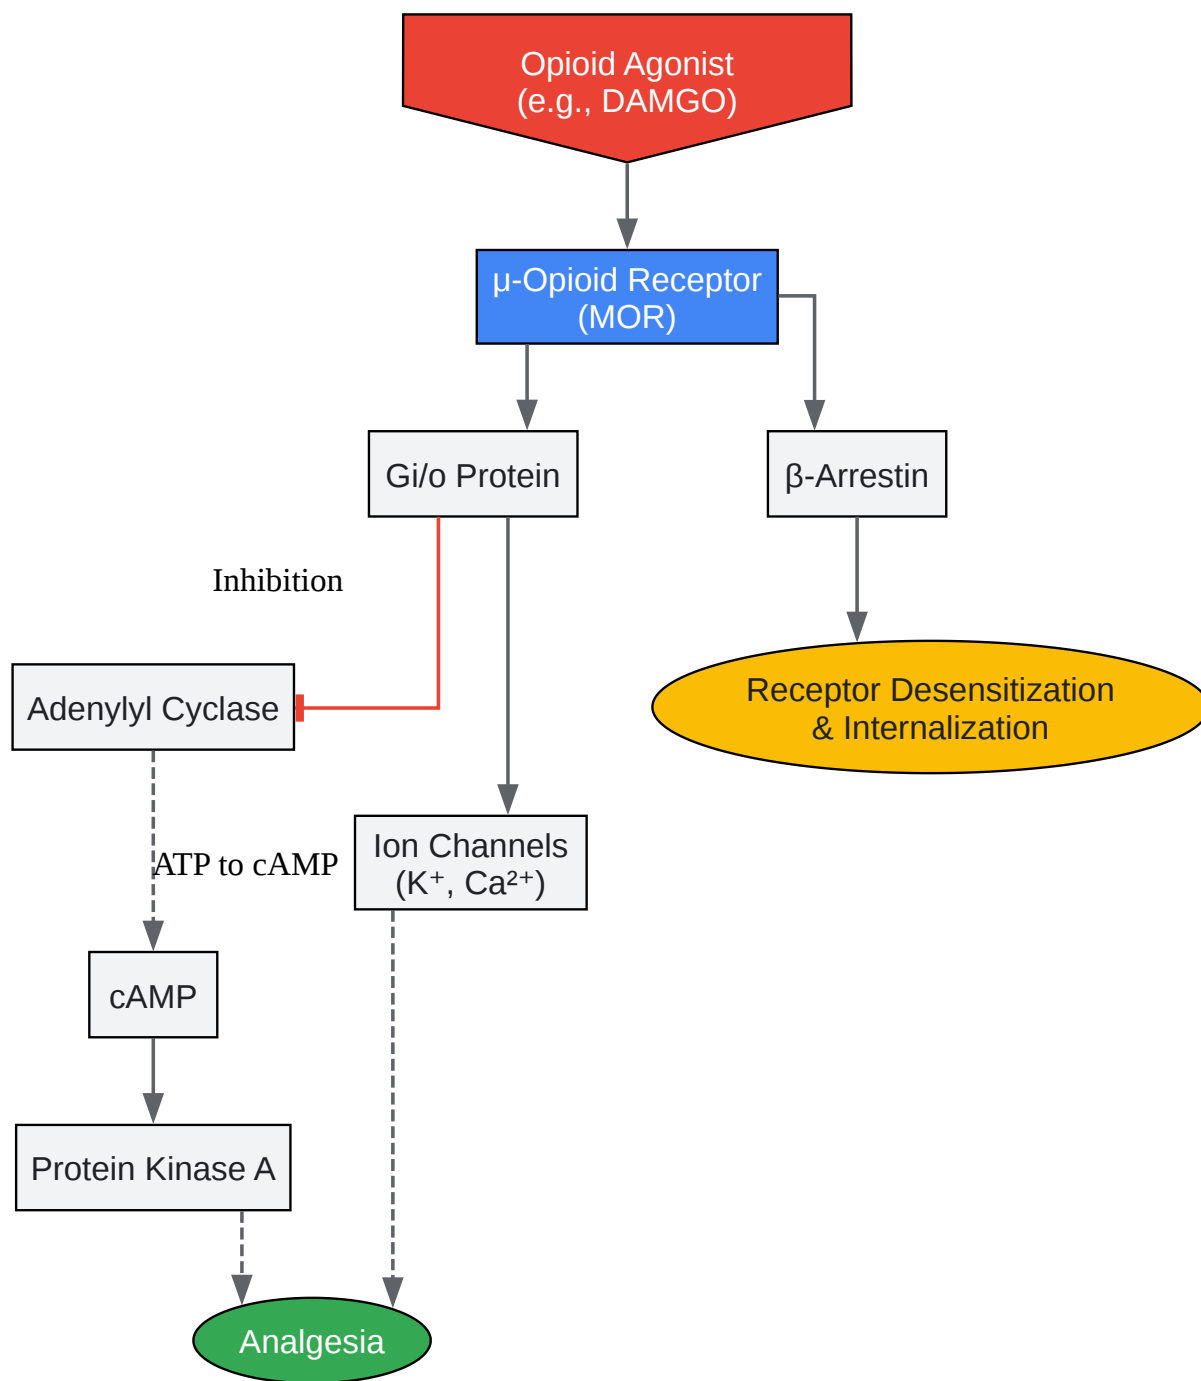 Opioid Agonist
(e.g., DAMGO)
μ-Opioid Receptor
(MOR)
Gi/o Protein
β-Arrestin
Inhibition
Adenylyl Cyclase
Receptor Desensitization
& Internalization
ATP to cAMP
Ion Channels
(K⁺, Ca²⁺)
cAMP
Protein Kinase A
Analgesia